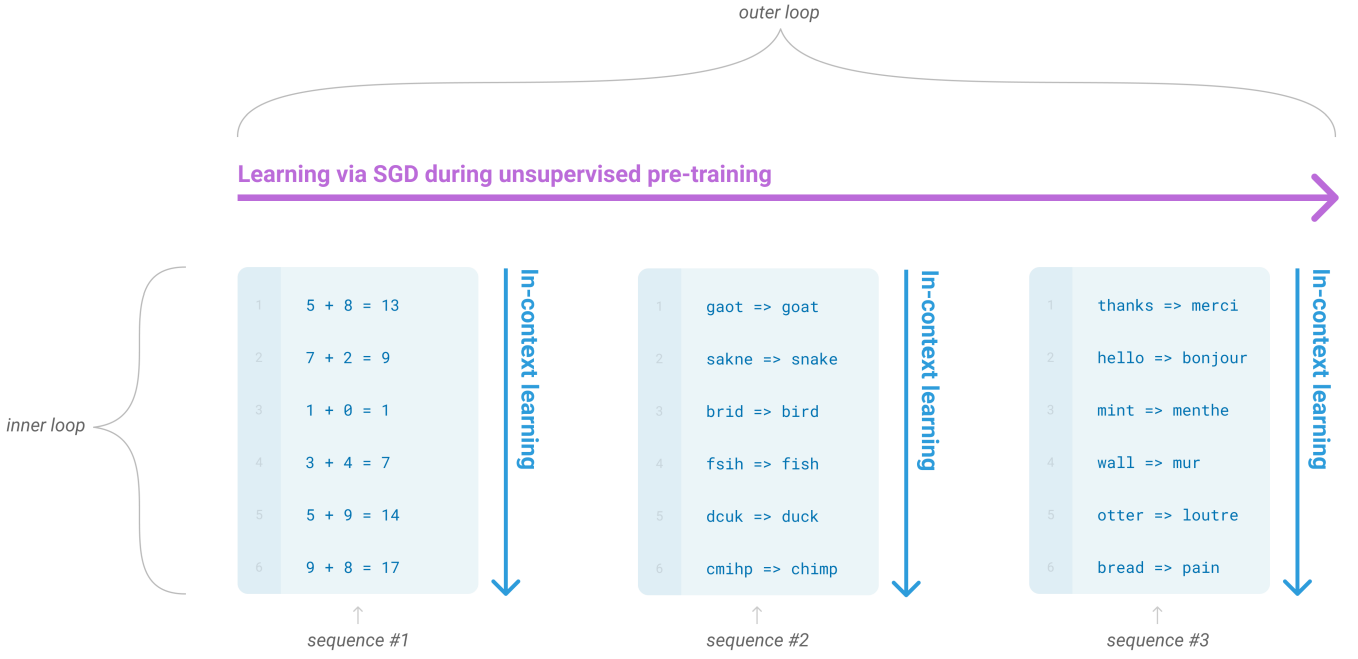 outer loop
Learning via SGD during unsupervised pre-training
inner loop
1 5 + 8 = 13
2 7 + 2 = 9
3 1 + 0 = 1
4 3 + 4 = 7
5 5 + 9 = 14
6 9 + 8 = 17
In-context learning
sequence #1
1 gaot => goat
2 sakne => snake
3 brid => bird
4 fsih => fish
5 dcuk => duck
6 cmihp => chimp
In-context learning
sequence #2
1 thanks => merci
2 hello => bonjour
3 mint => menthe
4 wall => mur
5 otter => loutre
6 bread => pain
In-context learning
sequence #3